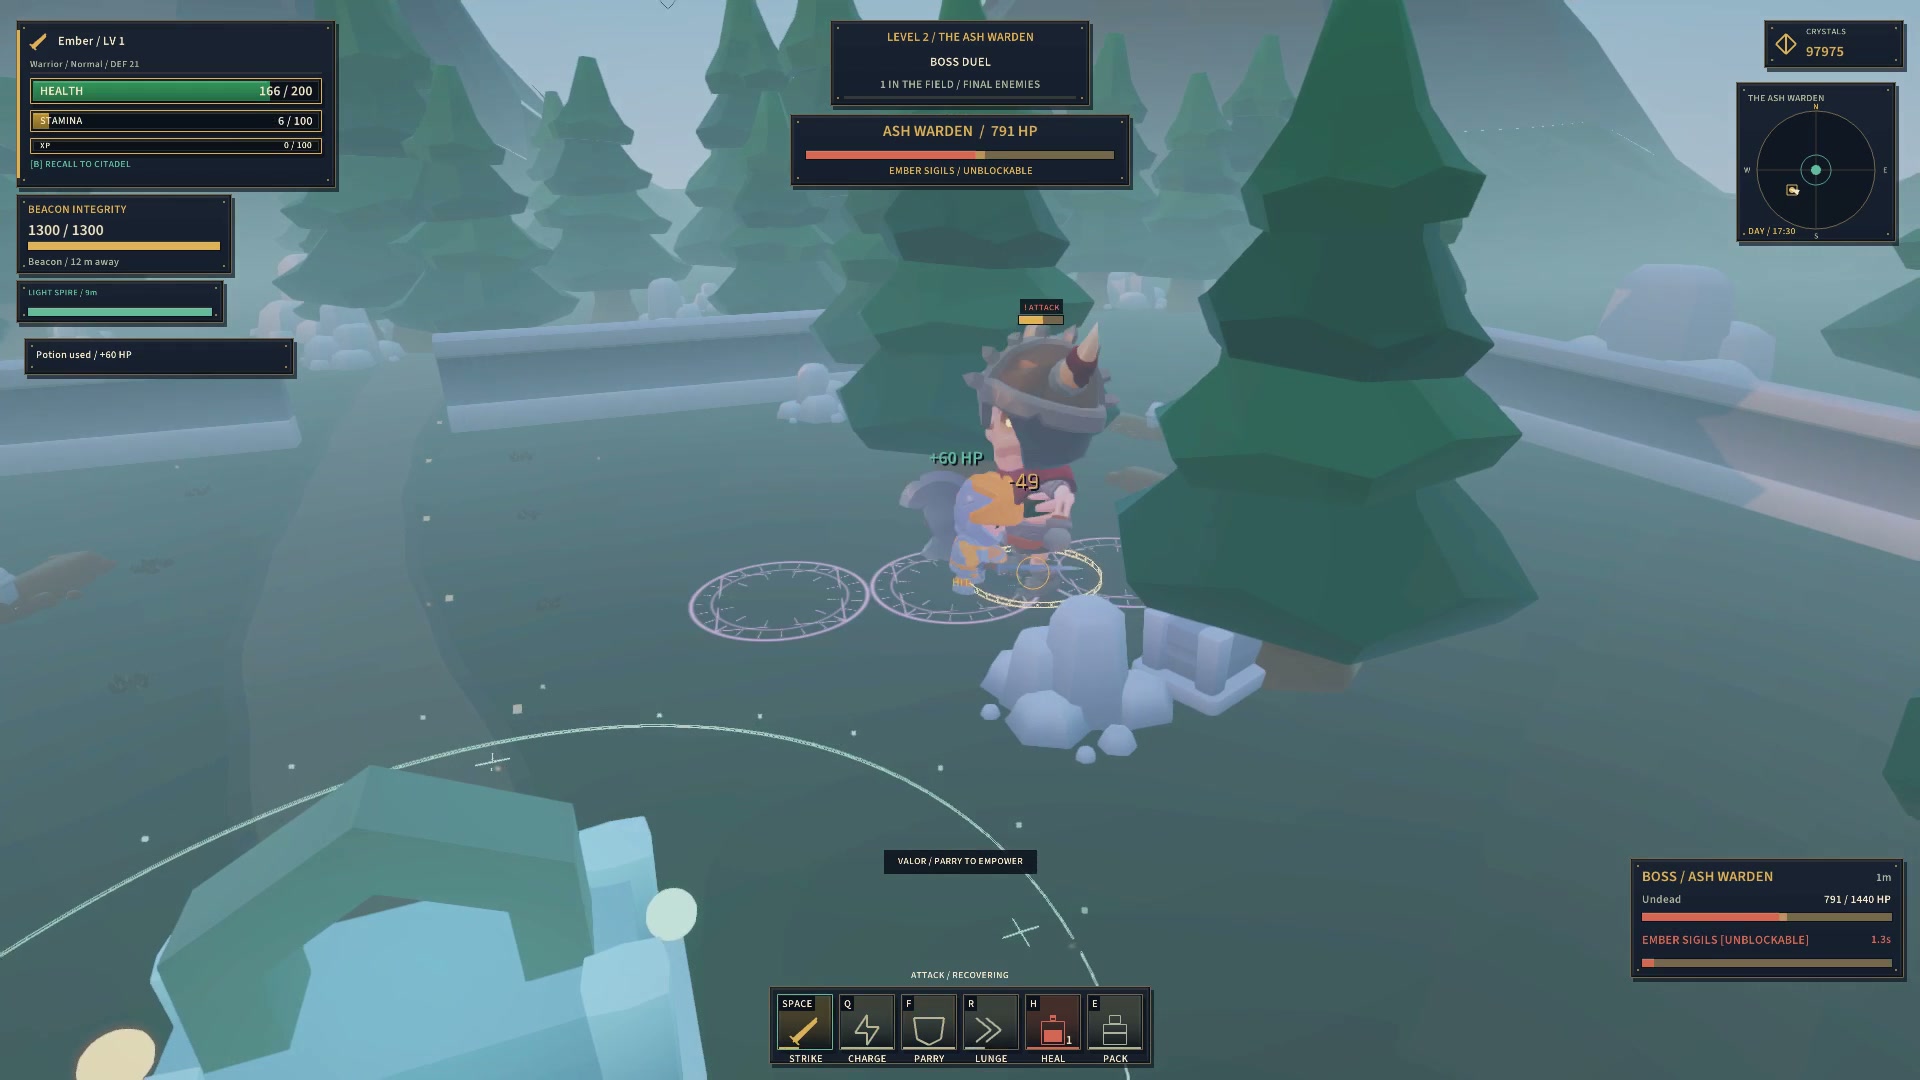 Ember / LV 1
Warrior / Normal / DEF 21
HEALTH 166 / 200
STAMINA 6 / 100
XP 0 / 100
[B] RECALL TO CITADEL
BEACON INTEGRITY
1300 / 1300
Beacon / 12 m away
LIGHT SPIRE / 9m
Potion used / +60 HP
LEVEL 2 / THE ASH WARDEN
BOSS DUEL
1 IN THE FIELD / FINAL ENEMIES
ASH WARDEN / 791 HP
EMBER SIGILS / UNBLOCKABLE
CRYSTALS
97975
THE ASH WARDEN
N
W E
S
DAY / 17:30
! ATTACK
+60 HP
-49
HIT
VALOR / PARRY TO EMPOWER
BOSS / ASH WARDEN 1m
Undead 791 / 1440 HP
EMBER SIGILS [UNBLOCKABLE] 1.3s
ATTACK / RECOVERING
SPACE Q F R H E
1
STRIKE CHARGE PARRY LUNGE HEAL PACK